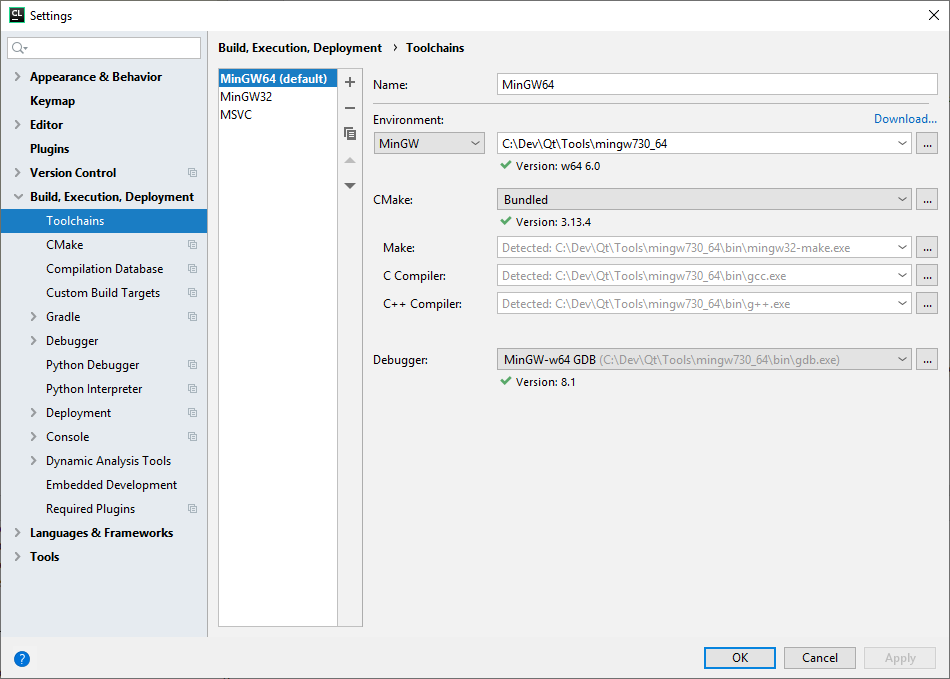 CL Settings
Build, Execution, Deployment › Toolchains
Appearance & Behavior
Keymap
Editor
Plugins
Version Control
Build, Execution, Deployment
Toolchains
CMake
Compilation Database
Custom Build Targets
Gradle
Debugger
Python Debugger
Python Interpreter
Deployment
Console
Dynamic Analysis Tools
Embedded Development
Required Plugins
Languages & Frameworks
Tools
MinGW64 (default)
MinGW32
MSVC
Name: MinGW64
Environment: Download...
MinGW C:\Dev\Qt\Tools\mingw730_64 ...
Version: w64 6.0
CMake: Bundled ...
Version: 3.13.4
Make: Detected: C:\Dev\Qt\Tools\mingw730_64\bin\mingw32-make.exe ...
C Compiler: Detected: C:\Dev\Qt\Tools\mingw730_64\bin\gcc.exe ...
C++ Compiler: Detected: C:\Dev\Qt\Tools\mingw730_64\bin\g++.exe ...
Debugger: MinGW-w64 GDB (C:\Dev\Qt\Tools\mingw730_64\bin\gdb.exe) ...
Version: 8.1
? OK Cancel Apply